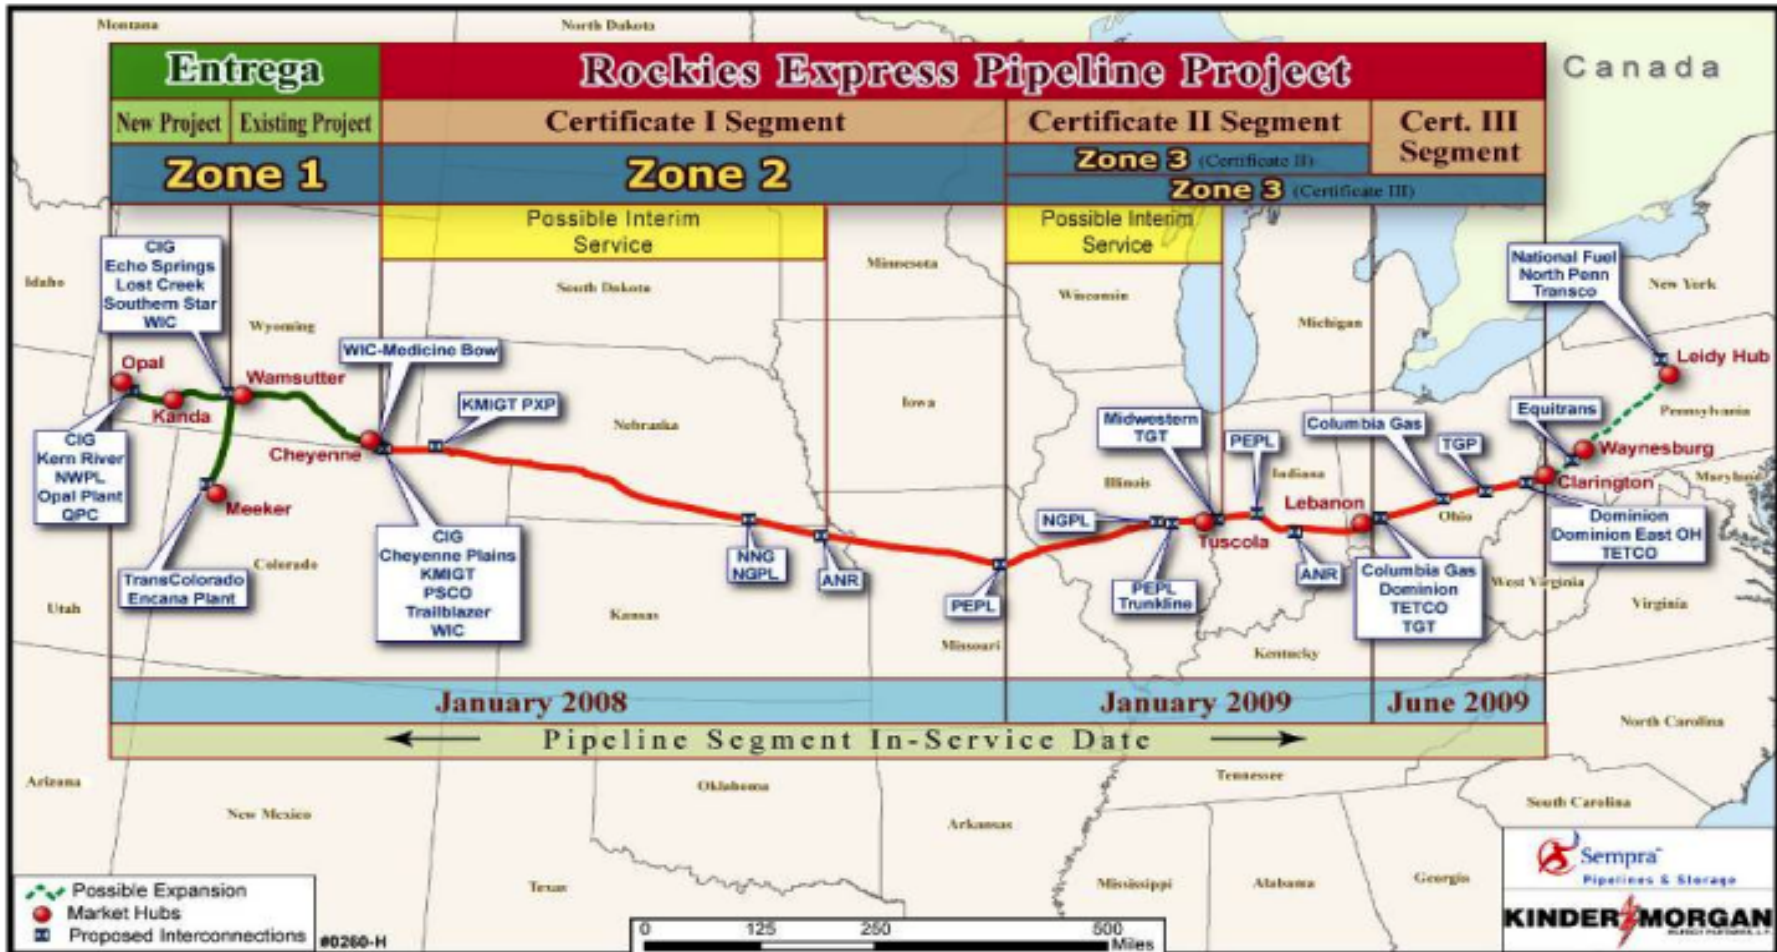 Montana
North Dakota
Canada
Entrega
Rockies Express Pipeline Project
New Project
Existing Project
Certificate I Segment
Certificate II Segment
Cert. III
Segment
Zone 1
Zone 2
Zone 3 (Certificate II)
Zone 3 (Certificate III)
Possible Interim
Service
Possible Interim
Service
CIG
Echo Springs
Lost Creek
Southern Star
WIC
Idaho
Wyoming
South Dakota
Minnesota
Wisconsin
Michigan
National Fuel
North Penn
Transco
New York
Opal
Kanda
Wamsutter
WIC-Medicine Bow
KMIGT PXP
Leidy Hub
Pennsylvania
CIG
Kern River
NWPL
Opal Plant
QPC
Cheyenne
Nebraska
Iowa
Midwestern
TGT
PEPL
Columbia Gas
TGP
Equitrans
Waynesburg
Clarington
Meeker
Illinois
Indiana
Lebanon
Ohio
NGPL
Tuscola
Dominion
Dominion East OH
TETCO
TransColorado
Encana Plant
Colorado
CIG
Cheyenne Plains
KMIGT
PSCO
Trailblazer
WIC
NNG
NGPL
ANR
PEPL
PEPL
Trunkline
ANR
Columbia Gas
Dominion
TETCO
TGT
West Virginia
Virginia
Utah
Kansas
Missouri
Kentucky
January 2008
January 2009
June 2009
Pipeline Segment In-Service Date
North Carolina
Arizona
New Mexico
Oklahoma
Tennessee
South Carolina
Arkansas
Texas
Mississippi
Alabama
Georgia
Possible Expansion
Market Hubs
Proposed Interconnections
#0260-H
0 125 250 500
Miles
Sempra
Pipelines & Storage
KINDER MORGAN